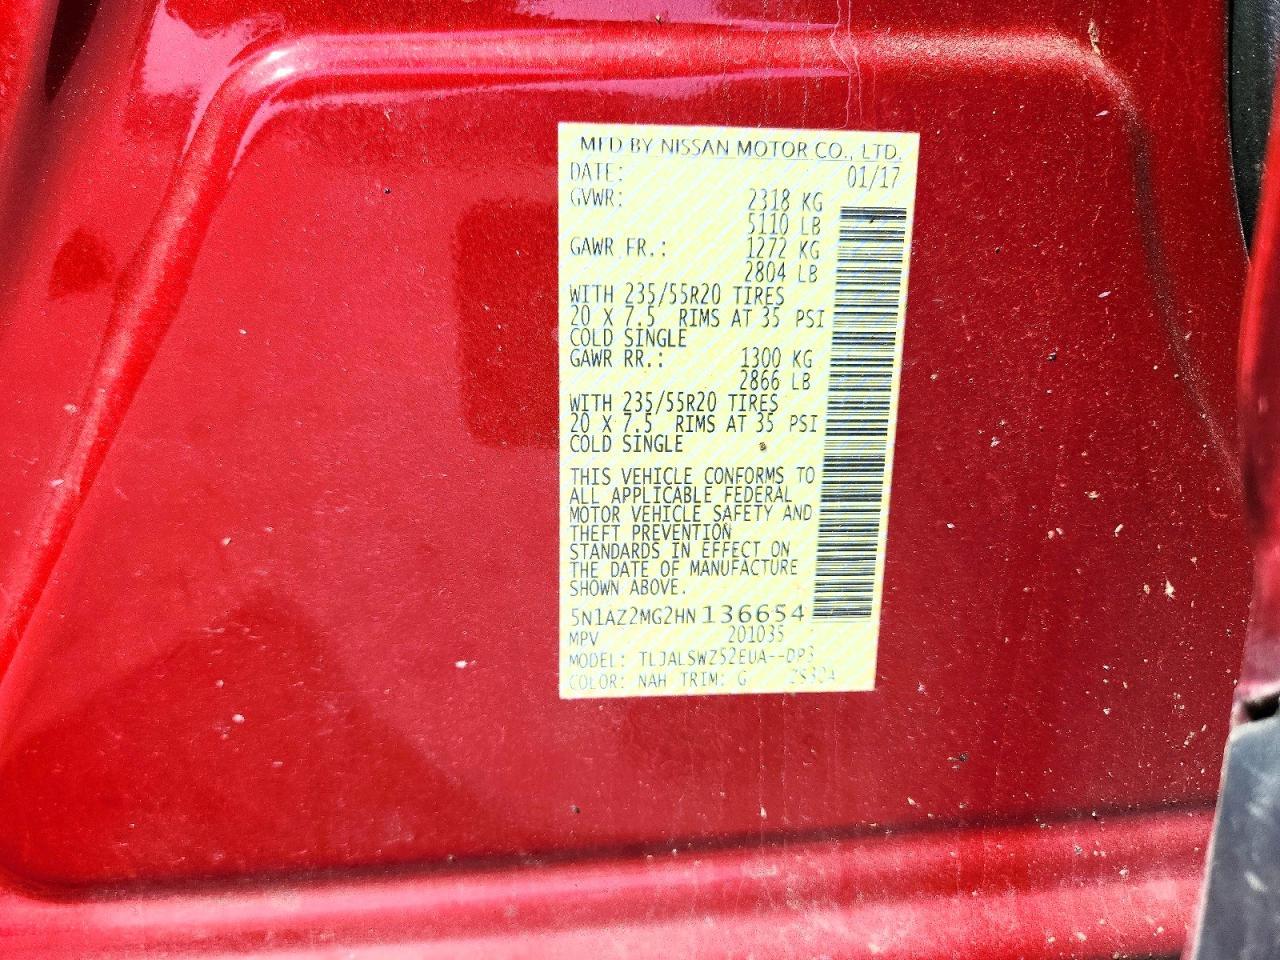 MFD BY NISSAN MOTOR CO., LTD.
DATE: 01/17
GVWR: 2318 KG
5110 LB
GAWR FR.: 1272 KG
2804 LB
WITH 235/55R20 TIRES
20 X 7.5 RIMS AT 35 PSI
COLD SINGLE
GAWR RR.: 1300 KG
2866 LB
WITH 235/55R20 TIRES
20 X 7.5 RIMS AT 35 PSI
COLD SINGLE
THIS VEHICLE CONFORMS TO
ALL APPLICABLE FEDERAL
MOTOR VEHICLE SAFETY AND
THEFT PREVENTION
STANDARDS IN EFFECT ON
THE DATE OF MANUFACTURE
SHOWN ABOVE.
5N1AZ2MG2HN136654
MPV 201035
MODEL: TLJALSWZ52EUA--DP3
COLOR: NAH TRIM: G